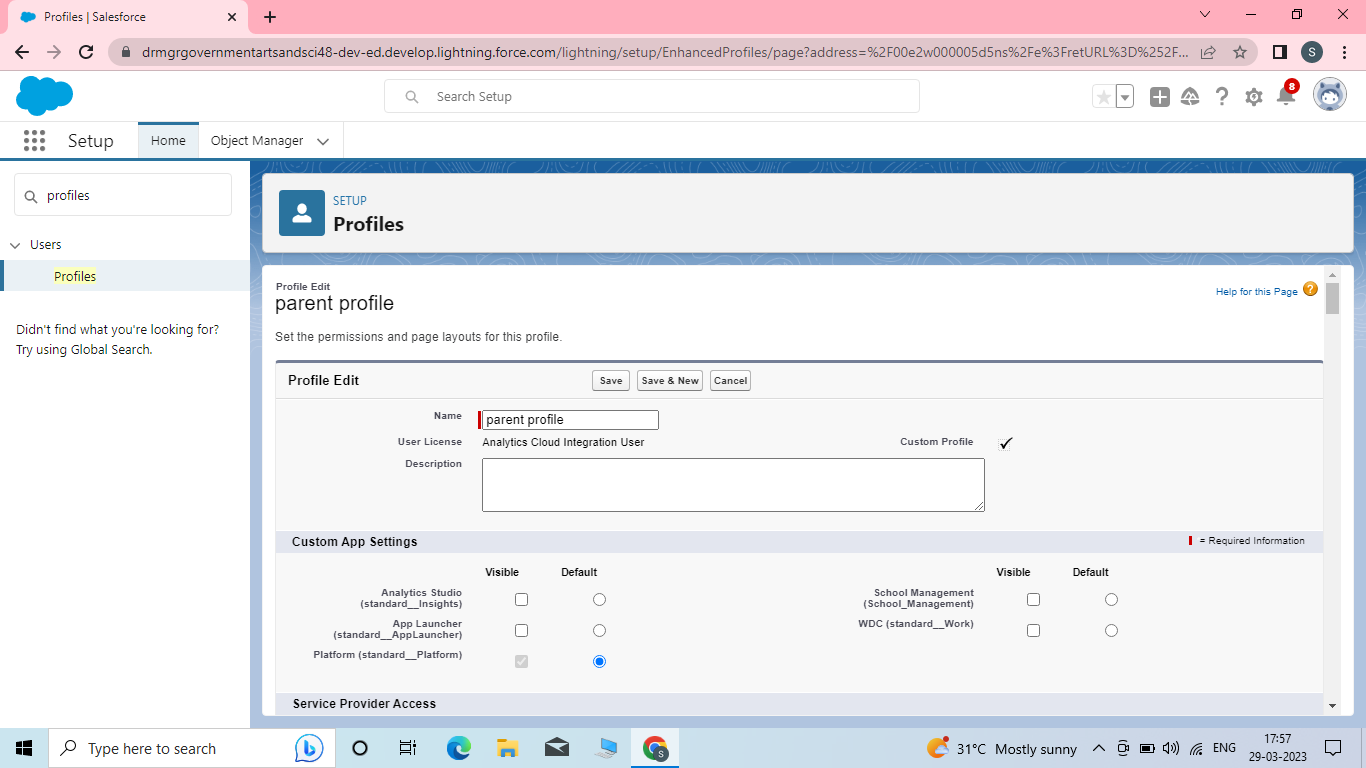 Profiles | Salesforce
drmgrgovernmentartsandsci48-dev-ed.develop.lightning.force.com/lightning/setup/EnhancedProfiles/page?address=%2F00e2w000005d5ns%2Fe%3FretURL%3D%252F...
S
Search Setup
8
Setup
Home
Object Manager
profiles
Users
Profiles
Didn't find what you're looking for?
Try using Global Search.
SETUP
Profiles
Profile Edit
parent profile
Help for this Page
Set the permissions and page layouts for this profile.
Profile Edit
Save
Save & New
Cancel
Name
parent profile
User License
Analytics Cloud Integration User
Custom Profile
Description
Custom App Settings
= Required Information
Visible
Default
Visible
Default
Analytics Studio
(standard__Insights)
School Management
(School_Management)
App Launcher
(standard__AppLauncher)
WDC (standard__Work)
Platform (standard__Platform)
Service Provider Access
Type here to search
S
31°C Mostly sunny
ENG
17:57
29-03-2023